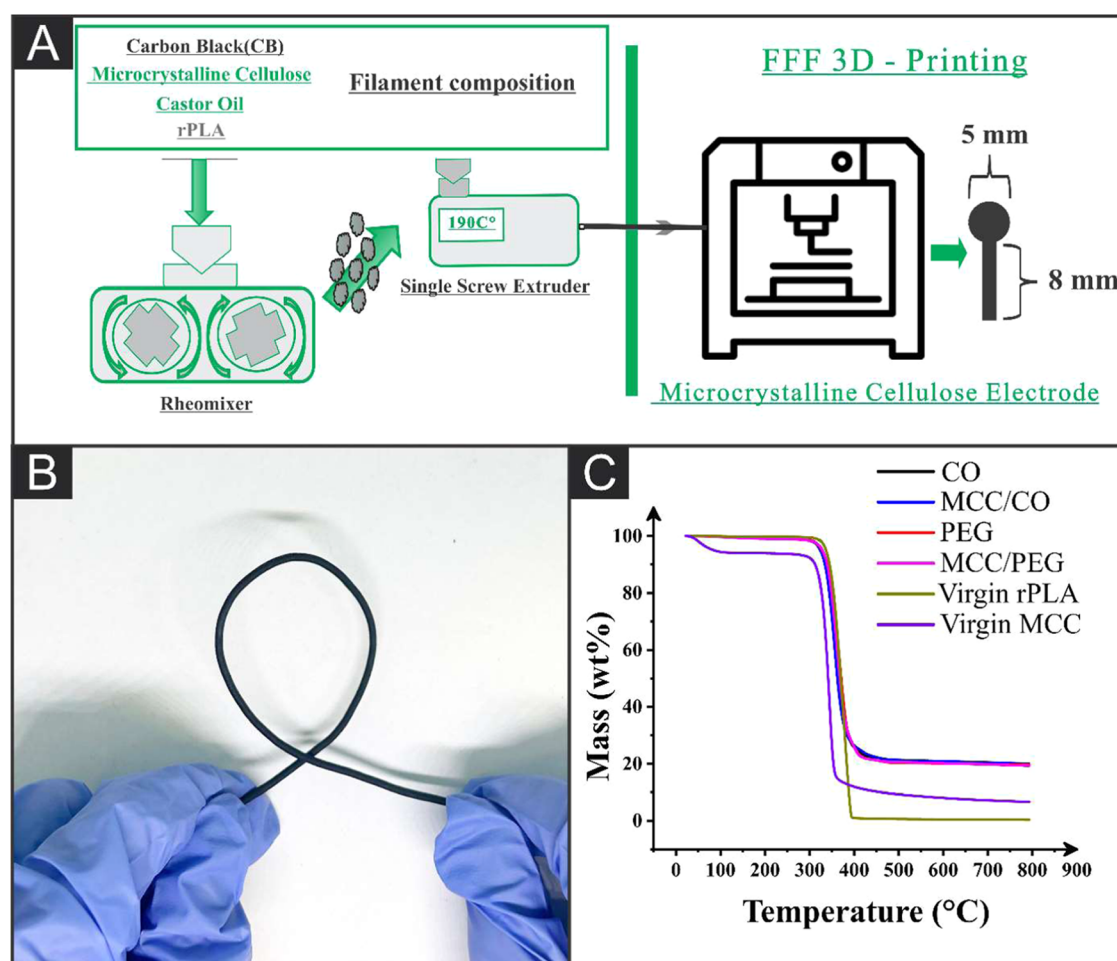 A
Carbon Black(CB)
Microcrystalline Cellulose
Castor Oil
rPLA
Filament composition
190C°
Single Screw Extruder
Rheomixer
FFF 3D - Printing
5 mm
8 mm
Microcrystalline Cellulose Electrode
B
C
CO
MCC/CO
PEG
MCC/PEG
Virgin rPLA
Virgin MCC
Mass (wt%)
100
80
60
40
20
0
0 100 200 300 400 500 600 700 800 900
Temperature (°C)